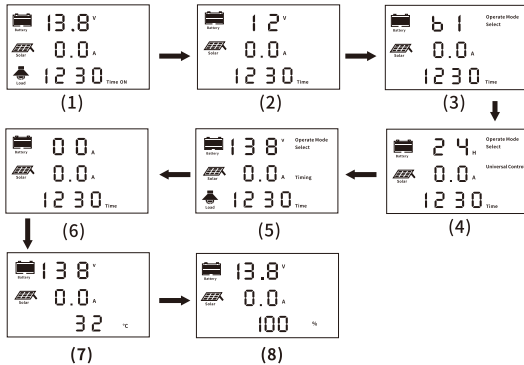 Battery 13.8 V
Solar 0.0 A
Load 1230 Time ON
(1)
Battery 12 V
Solar 0.0 A
1230 Time
(2)
Battery b1 Operate Mode
Select
Solar 0.0 A
1230 Time
(3)
Battery 24 H Operate Mode
Select
Solar 0.0 A Universal Control
1230 Time
(4)
Battery 138 V Operate Mode
Select
Solar 0.0 A Timing
Load 1230 Time
(5)
Battery 00 A
Solar 0.0 A
1230 Time
(6)
Battery 138 V
Solar 0.0 A
32 °C
(7)
Battery 13.8 V
Solar 0.0 A
100 %
(8)